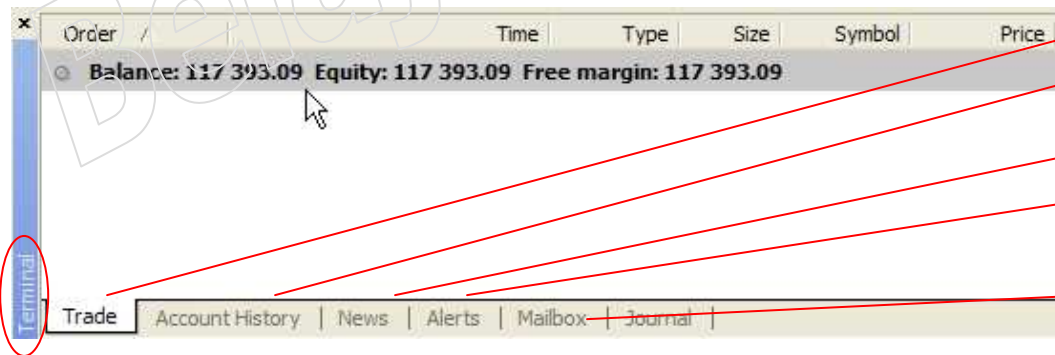 Order / Time Type Size Symbol Price
Balance: 117 393.09 Equity: 117 393.09 Free margin: 117 393.09
Terminal
Trade Account History | News | Alerts | Mailbox | Journal |